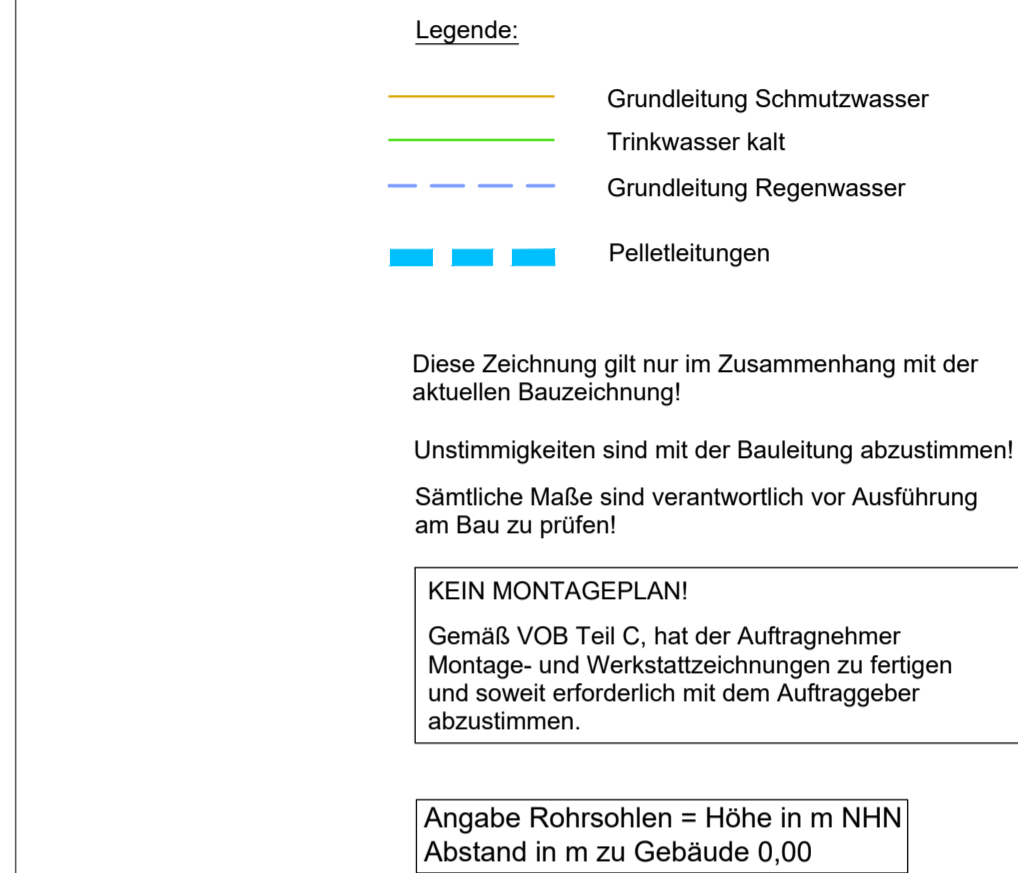 Legende:
Grundleitung Schmutzwasser
Trinkwasser kalt
Grundleitung Regenwasser
Pelletleitungen
Diese Zeichnung gilt nur im Zusammenhang mit der
aktuellen Bauzeichnung!
Unstimmigkeiten sind mit der Bauleitung abzustimmen!
Sämtliche Maße sind verantwortlich vor Ausführung
am Bau zu prüfen!
KEIN MONTAGEPLAN!
Gemäß VOB Teil C, hat der Auftragnehmer
Montage- und Werkstattzeichnungen zu fertigen
und soweit erforderlich mit dem Auftraggeber
abzustimmen.
Angabe Rohrsohlen = Höhe in m NHN
Abstand in m zu Gebäude 0,00